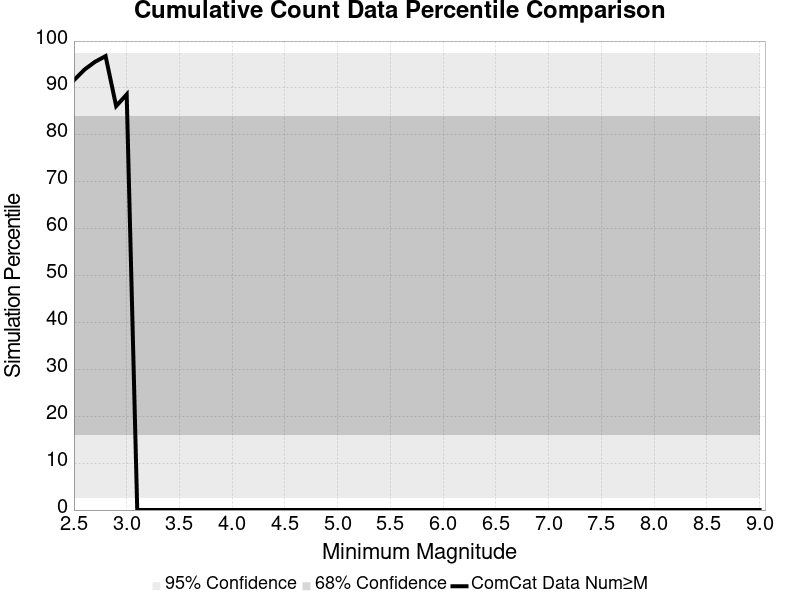 Cumulative Count Data Percentile Comparison
100
90
80
70
60
50
40
30
20
10
0
Simulation Percentile
2.5 3.0 3.5 4.0 4.5 5.0 5.5 6.0 6.5 7.0 7.5 8.0 8.5 9.0
Minimum Magnitude
95% Confidence 68% Confidence ComCat Data Num≥M